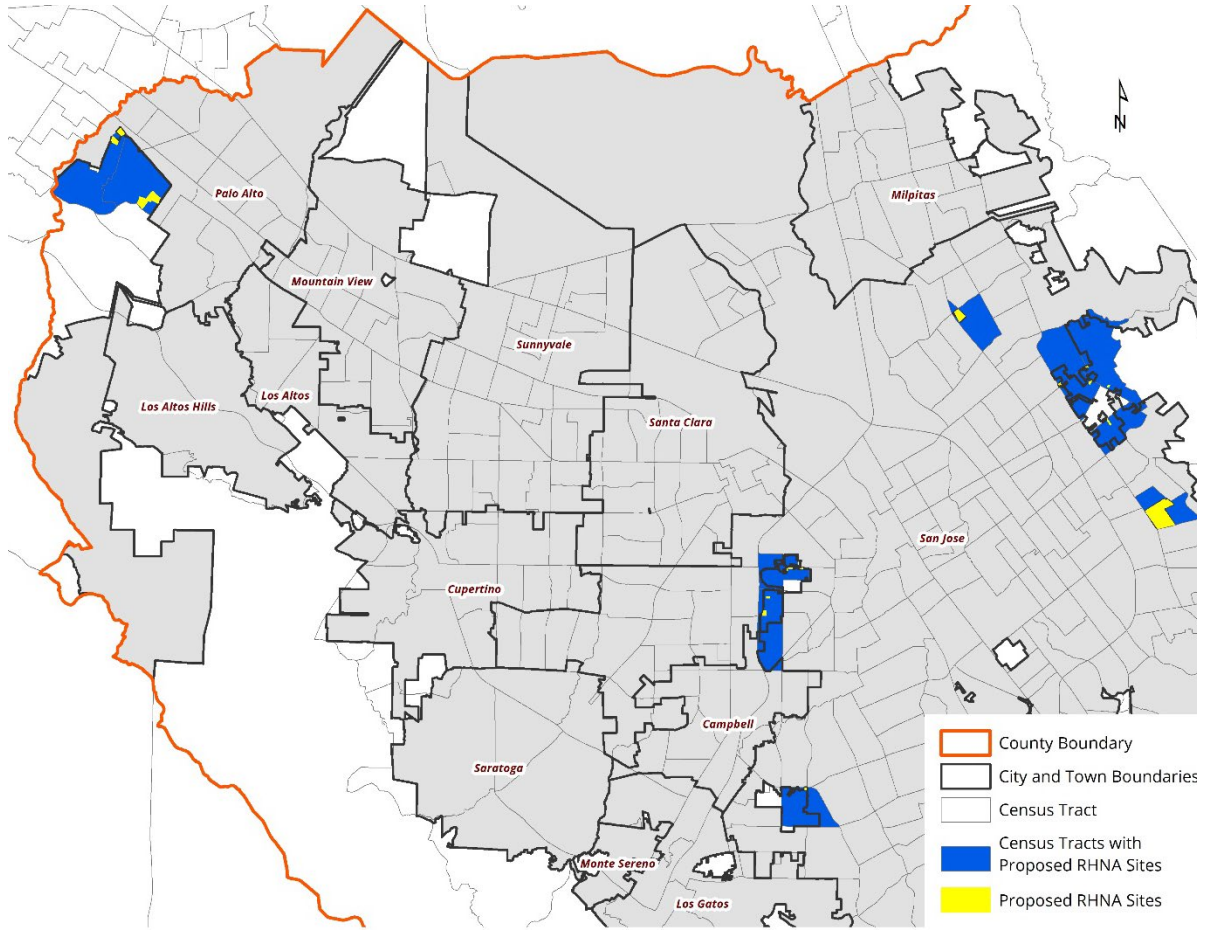 N
Palo Alto
Milpitas
Mountain View
Sunnyvale
Los Altos Hills
Los Altos
Santa Clara
San Jose
Cupertino
Campbell
Saratoga
Monte Sereno
Los Gatos
County Boundary
City and Town Boundaries
Census Tract
Census Tracts with
Proposed RHNA Sites
Proposed RHNA Sites